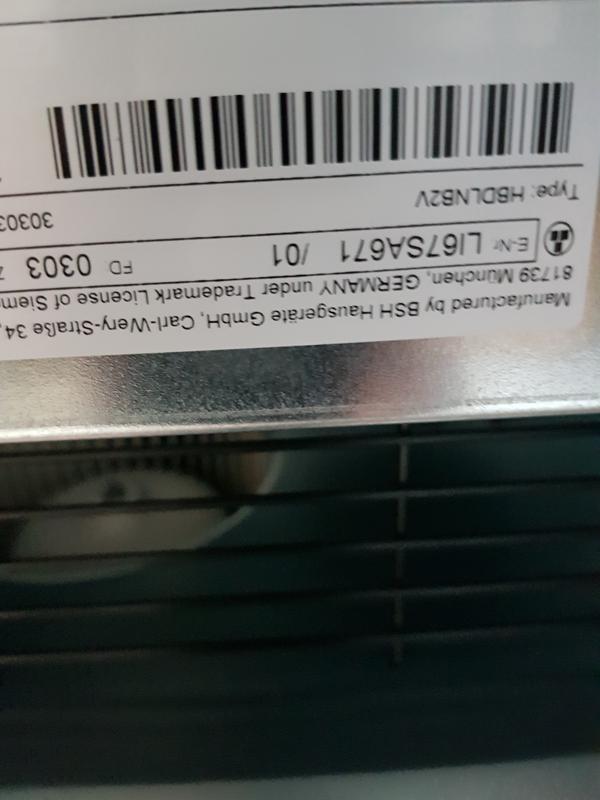 Manufactured by BSH Hausgeräte GmbH, Carl-Wery-Straße 34,
81739 München, GERMANY under Trademark License of Siem
E-Nr LI67SA671 /01 FD: 0303
Type: HBDLNB2V 30303